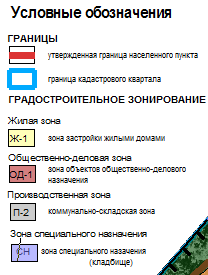 Условные обозначения
ГРАНИЦЫ
утвержденная граница населенного пункта
граница кадастрового квартала
ГРАДОСТРОИТЕЛЬНОЕ ЗОНИРОВАНИЕ
Жилая зона
Ж-1 зона застройки жилыми домами
Общественно-деловая зона
ОД-1 зона объектов общественно-делового
назначения
Производственная зона
П-2 коммунально-складская зона
Зона специального назначения
СН зона специального назачения
(кладбище)